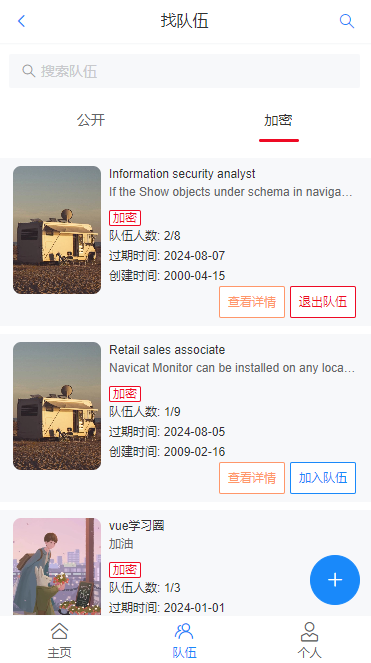 找队伍
搜索队伍
公开 加密
Information security analyst
If the Show objects under schema in naviga…
加密
队伍人数: 2/8
过期时间: 2024-08-07
创建时间: 2000-04-15
查看详情 退出队伍
Retail sales associate
Navicat Monitor can be installed on any loca…
加密
队伍人数: 1/9
过期时间: 2024-08-05
创建时间: 2009-02-16
查看详情 加入队伍
vue学习圈
加油
加密
队伍人数: 1/3
过期时间: 2024-01-01
主页 队伍 个人